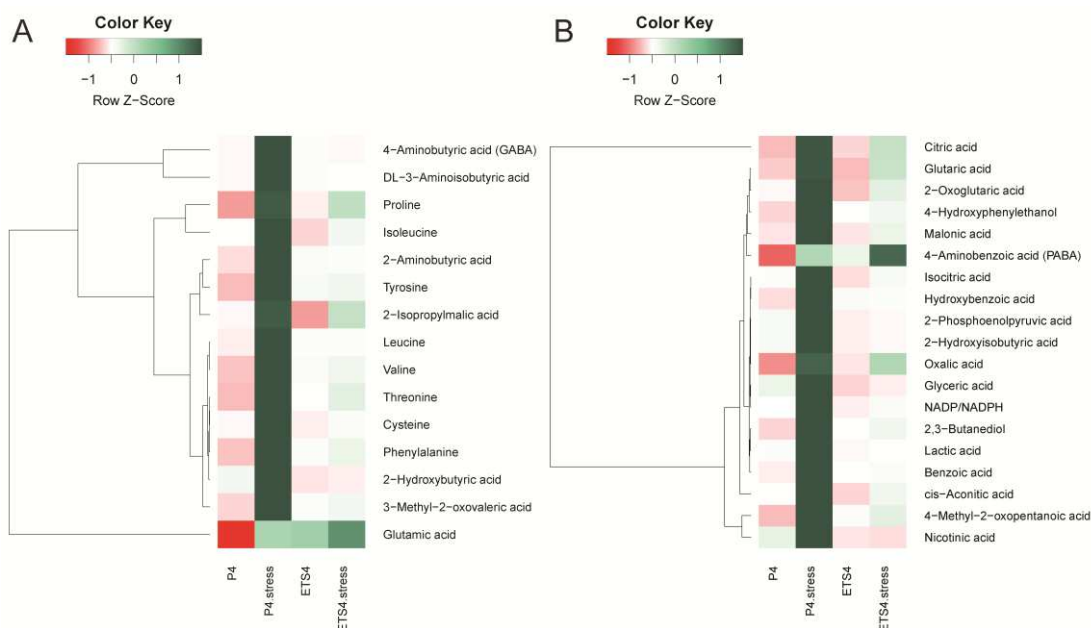 A
Color Key
−1 0 1
Row Z−Score
4−Aminobutyric acid (GABA)
DL−3−Aminoisobutyric acid
Proline
Isoleucine
2−Aminobutyric acid
Tyrosine
2−Isopropylmalic acid
Leucine
Valine
Threonine
Cysteine
Phenylalanine
2−Hydroxybutyric acid
3−Methyl−2−oxovaleric acid
Glutamic acid
P4
P4.stress
ETS4
ETS4.stress
B
Color Key
−1 0 1
Row Z−Score
Citric acid
Glutaric acid
2−Oxoglutaric acid
4−Hydroxyphenylethanol
Malonic acid
4−Aminobenzoic acid (PABA)
Isocitric acid
Hydroxybenzoic acid
2−Phosphoenolpyruvic acid
2−Hydroxyisobutyric acid
Oxalic acid
Glyceric acid
NADP/NADPH
2,3−Butanediol
Lactic acid
Benzoic acid
cis−Aconitic acid
4−Methyl−2−oxopentanoic acid
Nicotinic acid
P4
P4.stress
ETS4
ETS4.stress